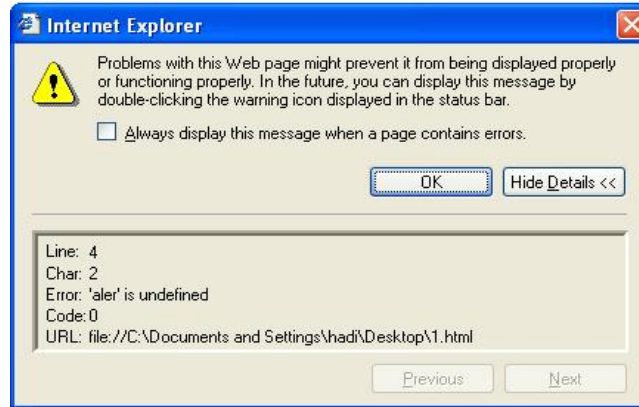 Internet Explorer
Problems with this Web page might prevent it from being displayed properly
or functioning properly. In the future, you can display this message by
double-clicking the warning icon displayed in the status bar.
Always display this message when a page contains errors.
OK
Hide Details <<
Line: 4
Char: 2
Error: 'aler' is undefined
Code:0
URL: file://C:\Documents and Settings\hadi\Desktop\1.html
Previous
Next